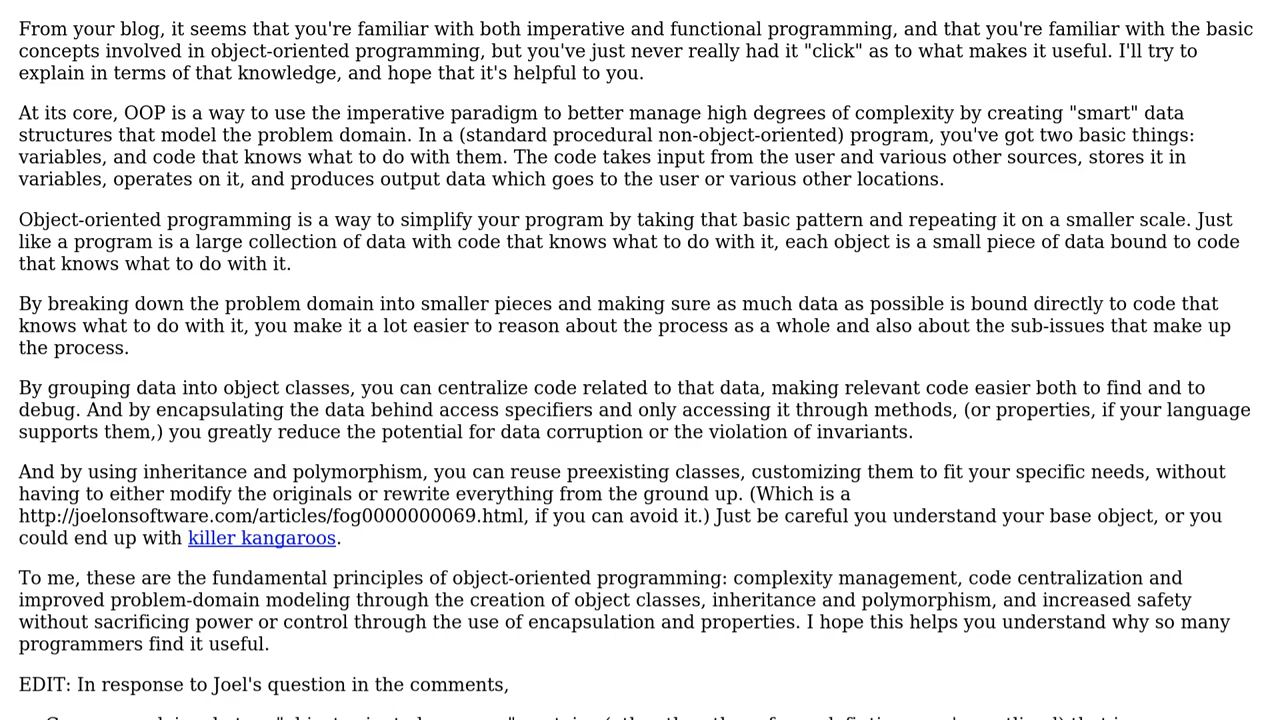 From your blog, it seems that you're familiar with both imperative and functional programming, and that you're familiar with the basic
concepts involved in object-oriented programming, but you've just never really had it "click" as to what makes it useful. I'll try to
explain in terms of that knowledge, and hope that it's helpful to you.
At its core, OOP is a way to use the imperative paradigm to better manage high degrees of complexity by creating "smart" data
structures that model the problem domain. In a (standard procedural non-object-oriented) program, you've got two basic things:
variables, and code that knows what to do with them. The code takes input from the user and various other sources, stores it in
variables, operates on it, and produces output data which goes to the user or various other locations.
Object-oriented programming is a way to simplify your program by taking that basic pattern and repeating it on a smaller scale. Just
like a program is a large collection of data with code that knows what to do with it, each object is a small piece of data bound to code
that knows what to do with it.
By breaking down the problem domain into smaller pieces and making sure as much data as possible is bound directly to code that
knows what to do with it, you make it a lot easier to reason about the process as a whole and also about the sub-issues that make up
the process.
By grouping data into object classes, you can centralize code related to that data, making relevant code easier both to find and to
debug. And by encapsulating the data behind access specifiers and only accessing it through methods, (or properties, if your language
supports them,) you greatly reduce the potential for data corruption or the violation of invariants.
And by using inheritance and polymorphism, you can reuse preexisting classes, customizing them to fit your specific needs, without
having to either modify the originals or rewrite everything from the ground up. (Which is a
http://joelonsoftware.com/articles/fog0000000069.html, if you can avoid it.) Just be careful you understand your base object, or you
could end up with killer kangaroos.
To me, these are the fundamental principles of object-oriented programming: complexity management, code centralization and
improved problem-domain modeling through the creation of object classes, inheritance and polymorphism, and increased safety
without sacrificing power or control through the use of encapsulation and properties. I hope this helps you understand why so many
programmers find it useful.
EDIT: In response to Joel's question in the comments,